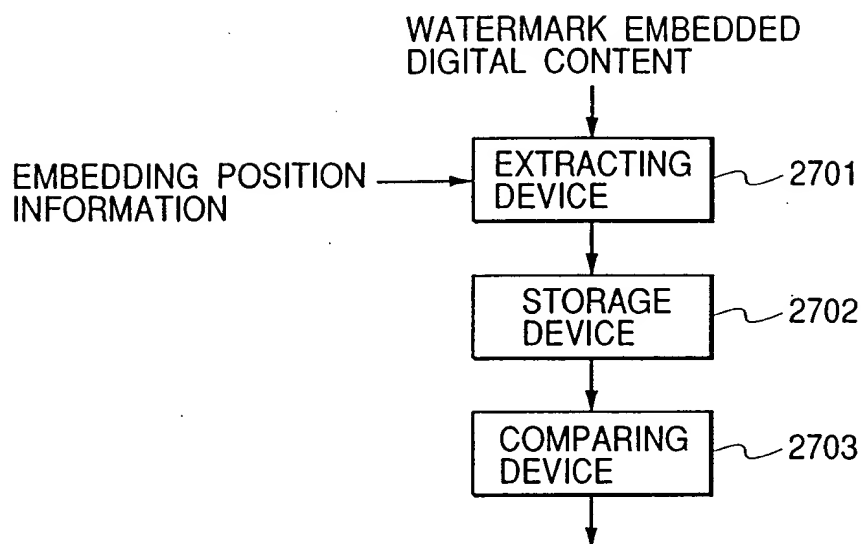 WATERMARK EMBEDDED
DIGITAL CONTENT
EMBEDDING POSITION
INFORMATION
EXTRACTING
DEVICE
2701
STORAGE
DEVICE
2702
COMPARING
DEVICE
2703